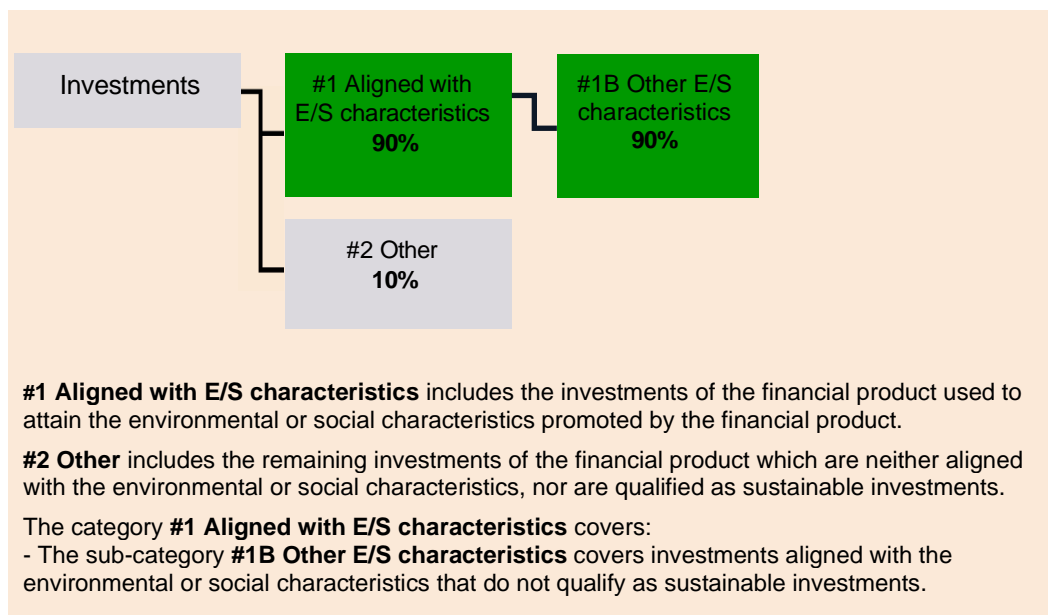 Investments
#1 Aligned with
E/S characteristics
90%
#1B Other E/S
characteristics
90%
#2 Other
10%
#1 Aligned with E/S characteristics includes the investments of the financial product used to
attain the environmental or social characteristics promoted by the financial product.
#2 Other includes the remaining investments of the financial product which are neither aligned
with the environmental or social characteristics, nor are qualified as sustainable investments.
The category #1 Aligned with E/S characteristics covers:
- The sub-category #1B Other E/S characteristics covers investments aligned with the
environmental or social characteristics that do not qualify as sustainable investments.